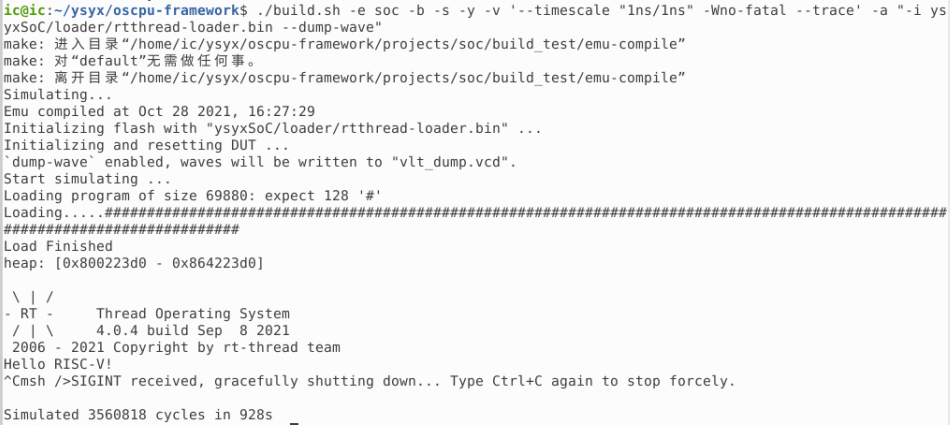 ic@ic:~/ysyx/oscpu-framework$ ./build.sh -e soc -b -s -y -v '--timescale "1ns/1ns" -Wno-fatal --trace' -a "-i ys
yxSoC/loader/rtthread-loader.bin --dump-wave"
make: 进入目录“/home/ic/ysyx/oscpu-framework/projects/soc/build_test/emu-compile”
make: 对“default”无需做任何事。
make: 离开目录“/home/ic/ysyx/oscpu-framework/projects/soc/build_test/emu-compile”
Simulating...
Emu compiled at Oct 28 2021, 16:27:29
Initializing flash with "ysyxSoC/loader/rtthread-loader.bin" ...
Initializing and resetting DUT ...
`dump-wave` enabled, waves will be written to "vlt_dump.vcd".
Start simulating ...
Loading program of size 69880: expect 128 '#'
Loading.....####################################################################################################
############################
Load Finished
heap: [0x800223d0 - 0x864223d0]

 \ | /
- RT -     Thread Operating System
 / | \     4.0.4 build Sep  8 2021
 2006 - 2021 Copyright by rt-thread team
Hello RISC-V!
^Cmsh />SIGINT received, gracefully shutting down... Type Ctrl+C again to stop forcely.

Simulated 3560818 cycles in 928s